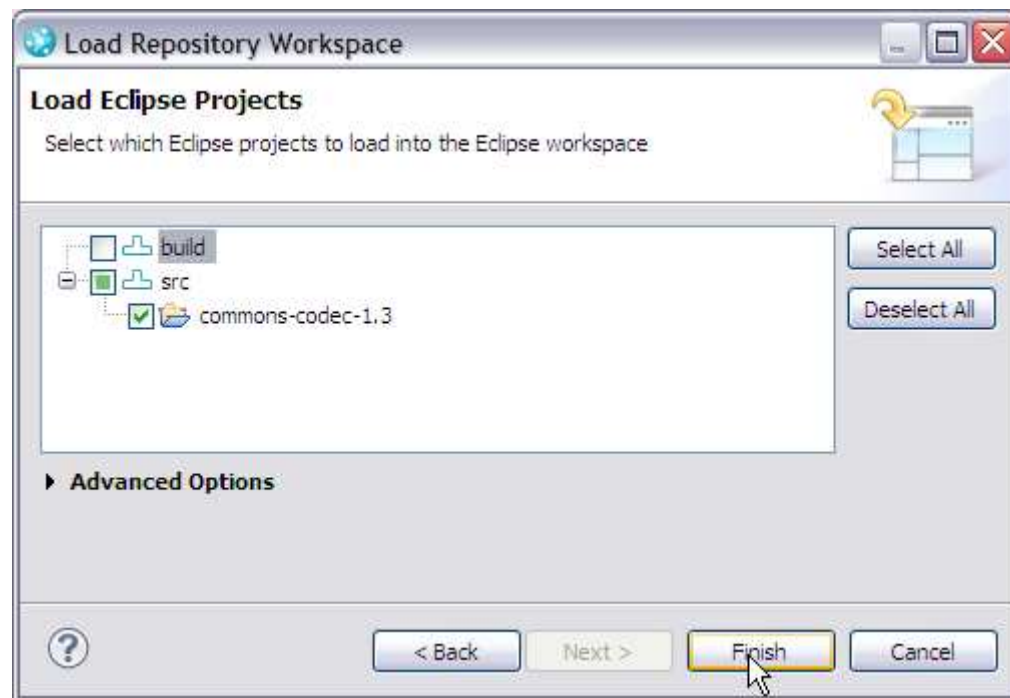 Load Repository Workspace
Load Eclipse Projects
Select which Eclipse projects to load into the Eclipse workspace
build
Select All
src
commons-codec-1.3
Deselect All
Advanced Options
?
< Back
Next >
Finish
Cancel